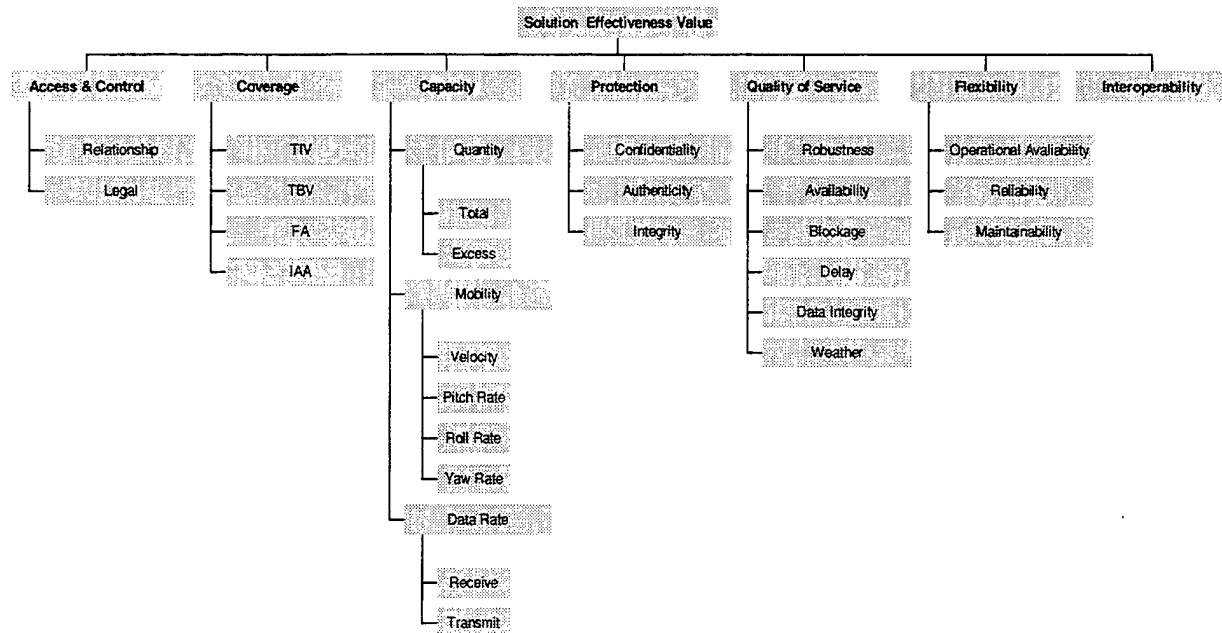 Solution Effectiveness Value
Access & Control
Coverage
Capacity
Protection
Quality of Service
Flexibility
Interoperability
Relationship
Legal
TIV
TBV
FA
IAA
Quantity
Total
Excess
Mobility
Velocity
Pitch Rate
Roll Rate
Yaw Rate
Data Rate
Receive
Transmit
Confidentiality
Authenticity
Integrity
Robustness
Availability
Blockage
Delay
Data Integrity
Weather
Operational Availability
Reliability
Maintainability